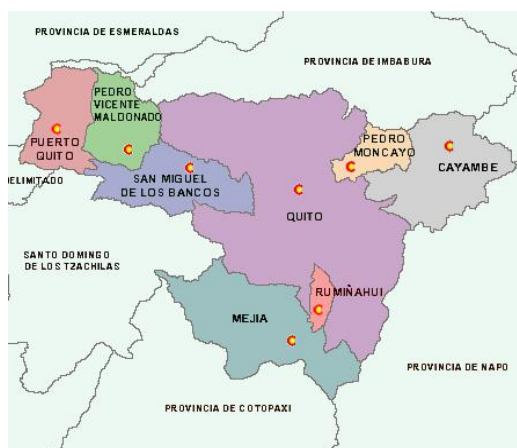 PROVINCIA DE ESMERALDAS
PROVINCIA DE IMBABURA
PEDRO
VICENTE
MALDONADO
PUERTO
QUITO
PEDRO
MONCAYO
CAYAMBE
DELIMITADO
SAN MIGUEL
DE LOS BANCOS
QUITO
SANTO DOMINGO
DE LOS TZACHILAS
RUMIÑAHUI
MEJIA
PROVINCIA DE NAPO
PROVINCIA DE COTOPAXI